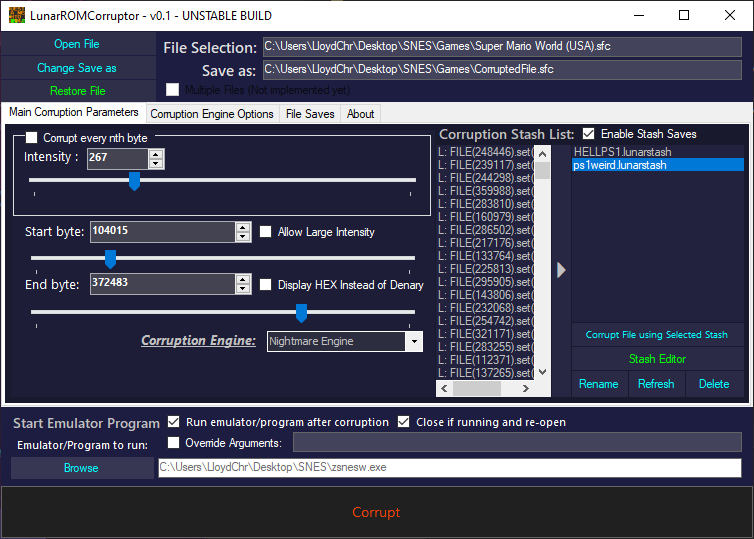 LunarROMCorruptor - v0.1 - UNSTABLE BUILD
Open File
File Selection: C:\Users\LloydChr\Desktop\SNES\Games\Super Mario World (USA).sfc
Change Save as
Save as: C:\Users\LloydChr\Desktop\SNES\Games\CorruptedFile.sfc
Restore File
Multiple Files (Not implemented yet)
Main Corruption Parameters Corruption Engine Options File Saves About
Corrupt every nth byte
Intensity : 267
Start byte: 104015 Allow Large Intensity
End byte: 372483 Display HEX Instead of Denary
Corruption Engine: Nightmare Engine
Corruption Stash List: Enable Stash Saves
L: FILE(248446).set(
L: FILE(239117).set(
L: FILE(244298).set(
L: FILE(359988).set(
L: FILE(283810).set(
L: FILE(160979).set(
L: FILE(286502).set(
L: FILE(217176).set(
L: FILE(133764).set(
L: FILE(225813).set(
L: FILE(295905).set(
L: FILE(143806).set(
L: FILE(232068).set(
L: FILE(254742).set(
L: FILE(321171).set(
L: FILE(283255).set(
L: FILE(112371).set(
L: FILE(137265).set(
HELLPS1.lunarstash
ps1weird.lunarstash
Corrupt File using Selected Stash
Stash Editor
Rename Refresh Delete
Start Emulator Program Run emulator/program after corruption Close if running and re-open
Emulator/Program to run: Override Arguments:
Browse C:\Users\LloydChr\Desktop\SNES\zsnesw.exe
Corrupt